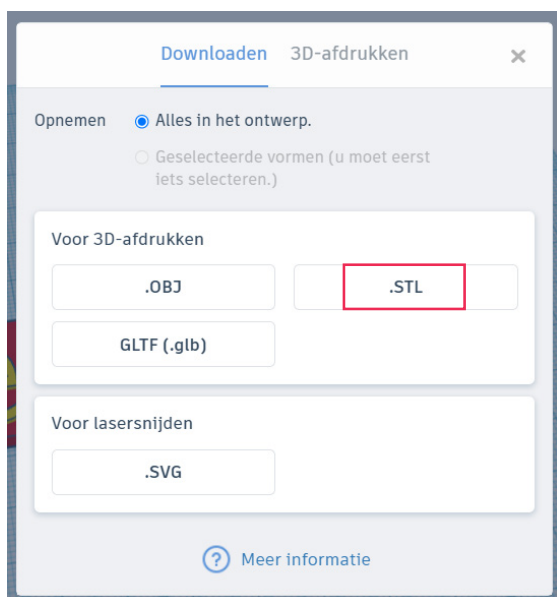 Downloaden 3D-afdrukken ×
Opnemen Alles in het ontwerp.
Geselecteerde vormen (u moet eerst
iets selecteren.)
Voor 3D-afdrukken
.OBJ .STL
GLTF (.glb)
Voor lasersnijden
.SVG
? Meer informatie